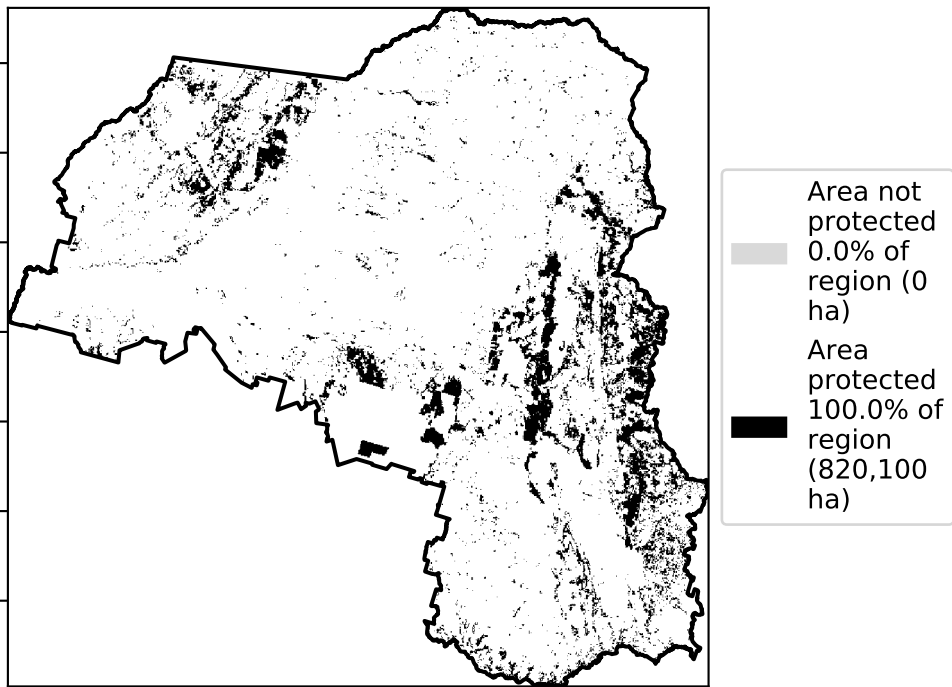 Area not
protected
0.0% of
region (0
ha)
Area
protected
100.0% of
region
(820,100
ha)